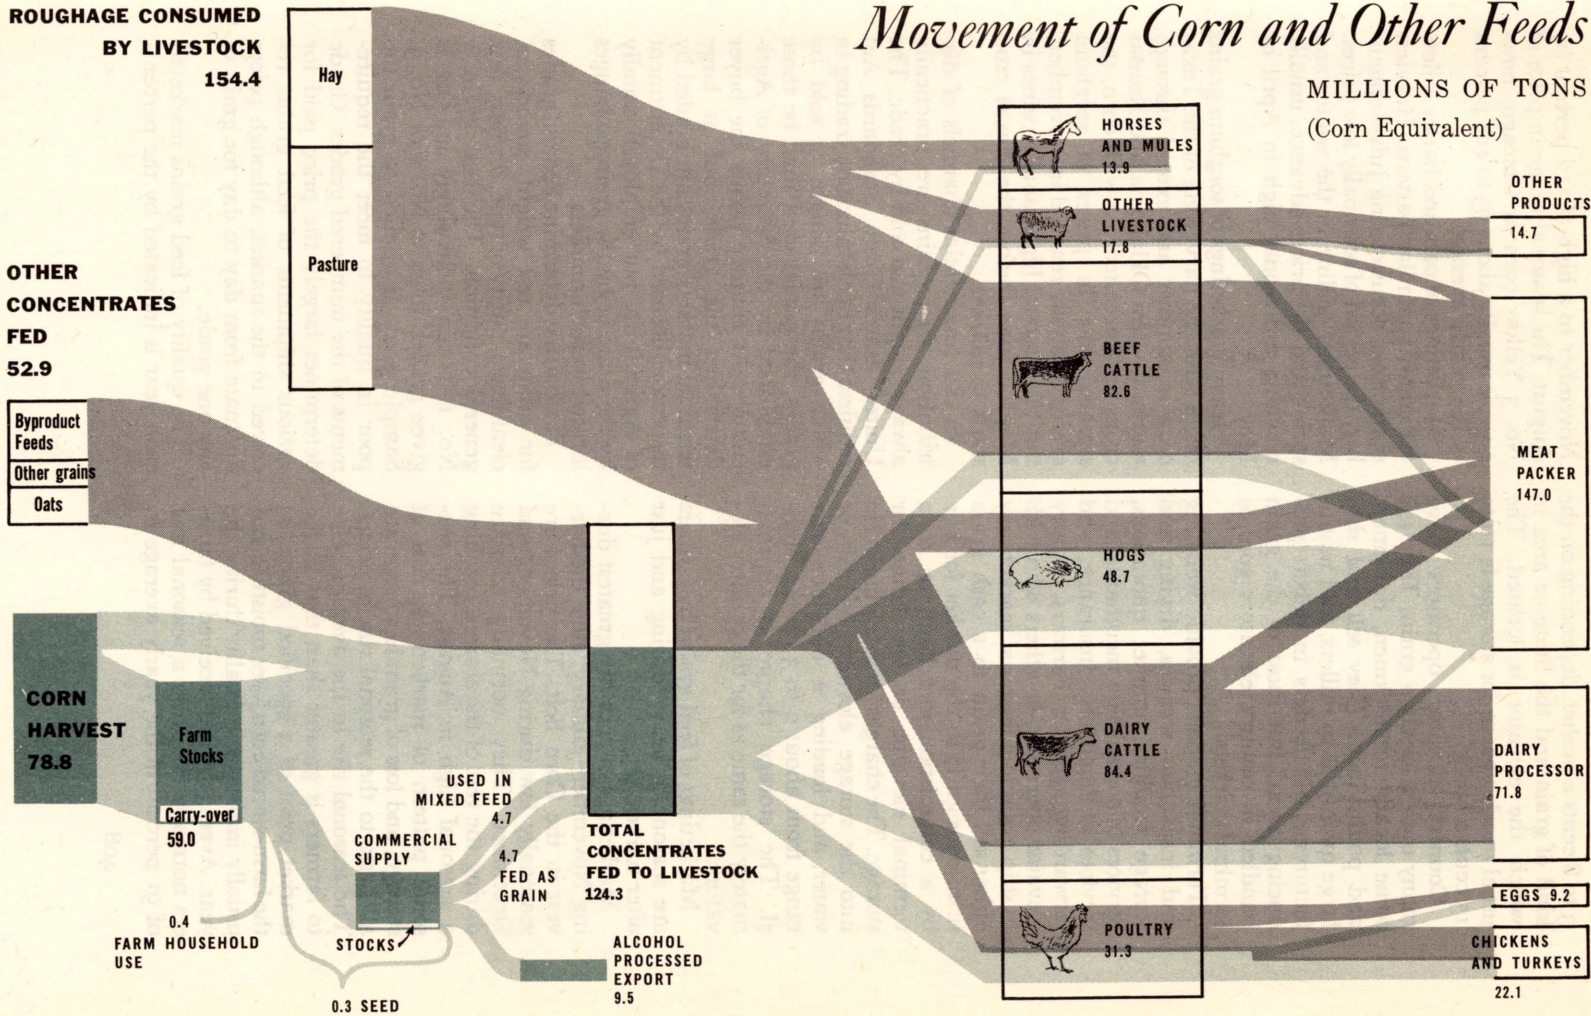 Movement of Corn and Other Feeds
MILLIONS OF TONS
(Corn Equivalent)
ROUGHAGE CONSUMED
BY LIVESTOCK
154.4
Hay
Pasture
OTHER
CONCENTRATES
FED
52.9
Byproduct
Feeds
Other grains
Oats
CORN
HARVEST
78.8
Farm
Stocks
Carry-over
59.0
0.4
FARM HOUSEHOLD
USE
0.3 SEED
COMMERCIAL
SUPPLY
STOCKS
USED IN
MIXED FEED
4.7
4.7
FED AS
GRAIN
ALCOHOL
PROCESSED
EXPORT
9.5
TOTAL
CONCENTRATES
FED TO LIVESTOCK
124.3
HORSES
AND MULES
13.9
OTHER
LIVESTOCK
17.8
BEEF
CATTLE
82.6
HOGS
48.7
DAIRY
CATTLE
84.4
POULTRY
31.3
OTHER
PRODUCTS
14.7
MEAT
PACKER
147.0
DAIRY
PROCESSOR
71.8
EGGS 9.2
CHICKENS
AND TURKEYS
22.1